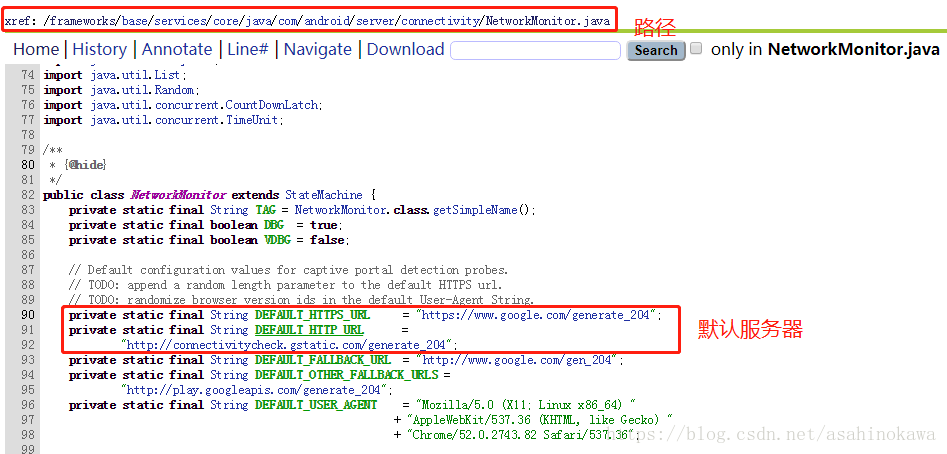 xref: /frameworks/base/services/core/java/com/android/server/connectivity/NetworkMonitor.java
路径
Home | History | Annotate | Line# | Navigate | Download Search only in NetworkMonitor.java
74 import java.util.List;
75 import java.util.Random;
76 import java.util.concurrent.CountDownLatch;
77 import java.util.concurrent.TimeUnit;
78
79 /**
80  * {@hide}
81  */
82 public class NetworkMonitor extends StateMachine {
83     private static final String TAG = NetworkMonitor.class.getSimpleName();
84     private static final boolean DBG  = true;
85     private static final boolean VDBG = false;
86
87     // Default configuration values for captive portal detection probes.
88     // TODO: append a random length parameter to the default HTTPS url.
89     // TODO: randomize browser version ids in the default User-Agent String.
90     private static final String DEFAULT_HTTPS_URL     = "https://www.google.com/generate_204";
91     private static final String DEFAULT_HTTP_URL      =
默认服务器
92             "http://connectivitycheck.gstatic.com/generate_204";
93     private static final String DEFAULT_FALLBACK_URL  = "http://www.google.com/gen_204";
94     private static final String DEFAULT_OTHER_FALLBACK_URLS =
95             "http://play.googleapis.com/generate_204";
96     private static final String DEFAULT_USER_AGENT    = "Mozilla/5.0 (X11; Linux x86_64) "
97                                                       + "AppleWebKit/537.36 (KHTML, like Gecko) "
98                                                       + "Chrome/52.0.2743.82 Safari/537.36";
https://blog.csdn.net/asahinokawa